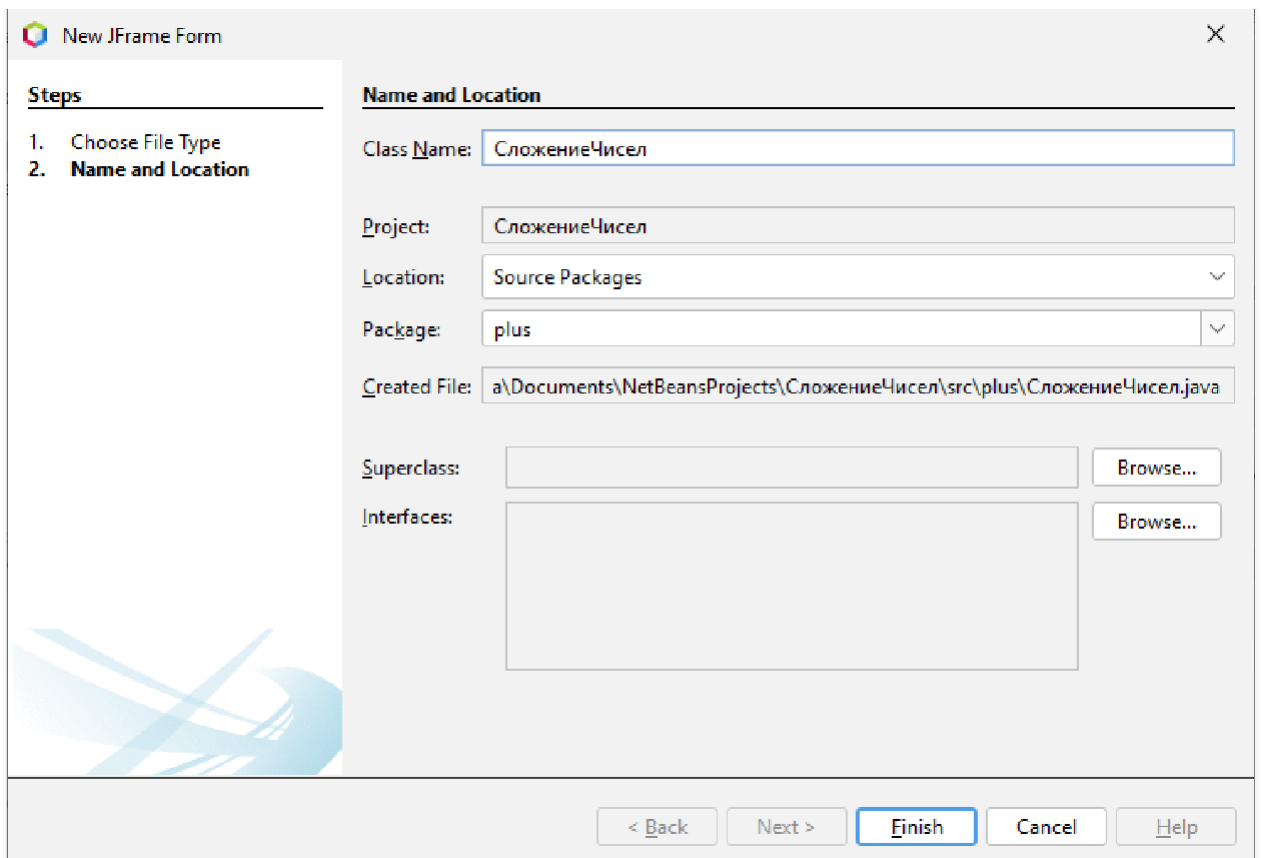 New JFrame Form
Steps
1. Choose File Type
2. Name and Location
Name and Location
Class Name: СложениеЧисел
Project: СложениеЧисел
Location: Source Packages
Package: plus
Created File: a\Documents\NetBeansProjects\СложениеЧисел\src\plus\СложениеЧисел.java
Superclass: Browse...
Interfaces: Browse...
< Back Next > Finish Cancel Help